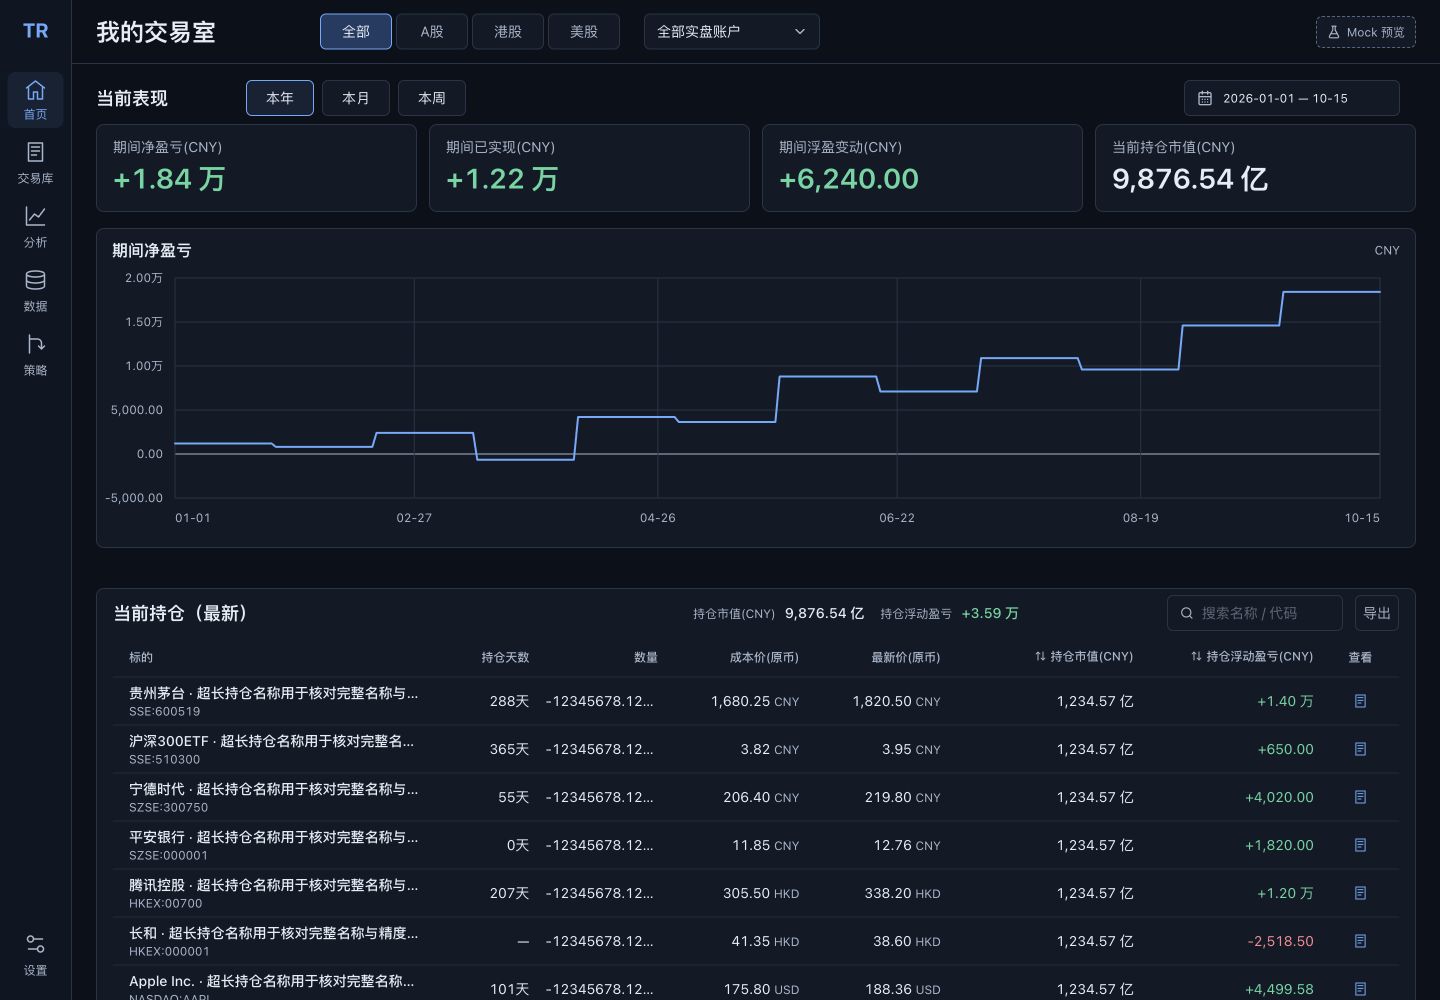 TR
首页
交易库
分析
数据
策略
设置
我的交易室
全部 A股 港股 美股 全部实盘账户 Mock 预览
当前表现 本年 本月 本周 2026-01-01 — 10-15
期间净盈亏(CNY) 期间已实现(CNY) 期间浮盈变动(CNY) 当前持仓市值(CNY)
+1.84 万 +1.22 万 +6,240.00 9,876.54 亿
期间净盈亏 CNY
2.00万
1.50万
1.00万
5,000.00
0.00
-5,000.00
01-01 02-27 04-26 06-22 08-19 10-15
当前持仓（最新） 持仓市值(CNY) 9,876.54 亿 持仓浮动盈亏 +3.59 万 搜索名称 / 代码 导出
标的 持仓天数 数量 成本价(原币) 最新价(原币) 持仓市值(CNY) 持仓浮动盈亏(CNY) 查看
贵州茅台 · 超长持仓名称用于核对完整名称与... 288天 -12345678.12... 1,680.25 CNY 1,820.50 CNY 1,234.57 亿 +1.40 万
SSE:600519
沪深300ETF · 超长持仓名称用于核对完整名... 365天 -12345678.12... 3.82 CNY 3.95 CNY 1,234.57 亿 +650.00
SSE:510300
宁德时代 · 超长持仓名称用于核对完整名称与... 55天 -12345678.12... 206.40 CNY 219.80 CNY 1,234.57 亿 +4,020.00
SZSE:300750
平安银行 · 超长持仓名称用于核对完整名称与... 0天 -12345678.12... 11.85 CNY 12.76 CNY 1,234.57 亿 +1,820.00
SZSE:000001
腾讯控股 · 超长持仓名称用于核对完整名称与... 207天 -12345678.12... 305.50 HKD 338.20 HKD 1,234.57 亿 +1.20 万
HKEX:00700
长和 · 超长持仓名称用于核对完整名称与精度... — -12345678.12... 41.35 HKD 38.60 HKD 1,234.57 亿 -2,518.50
HKEX:000001
Apple Inc. · 超长持仓名称用于核对完整名称... 101天 -12345678.12... 175.80 USD 188.36 USD 1,234.57 亿 +4,499.58
NASDAQ:AAPL